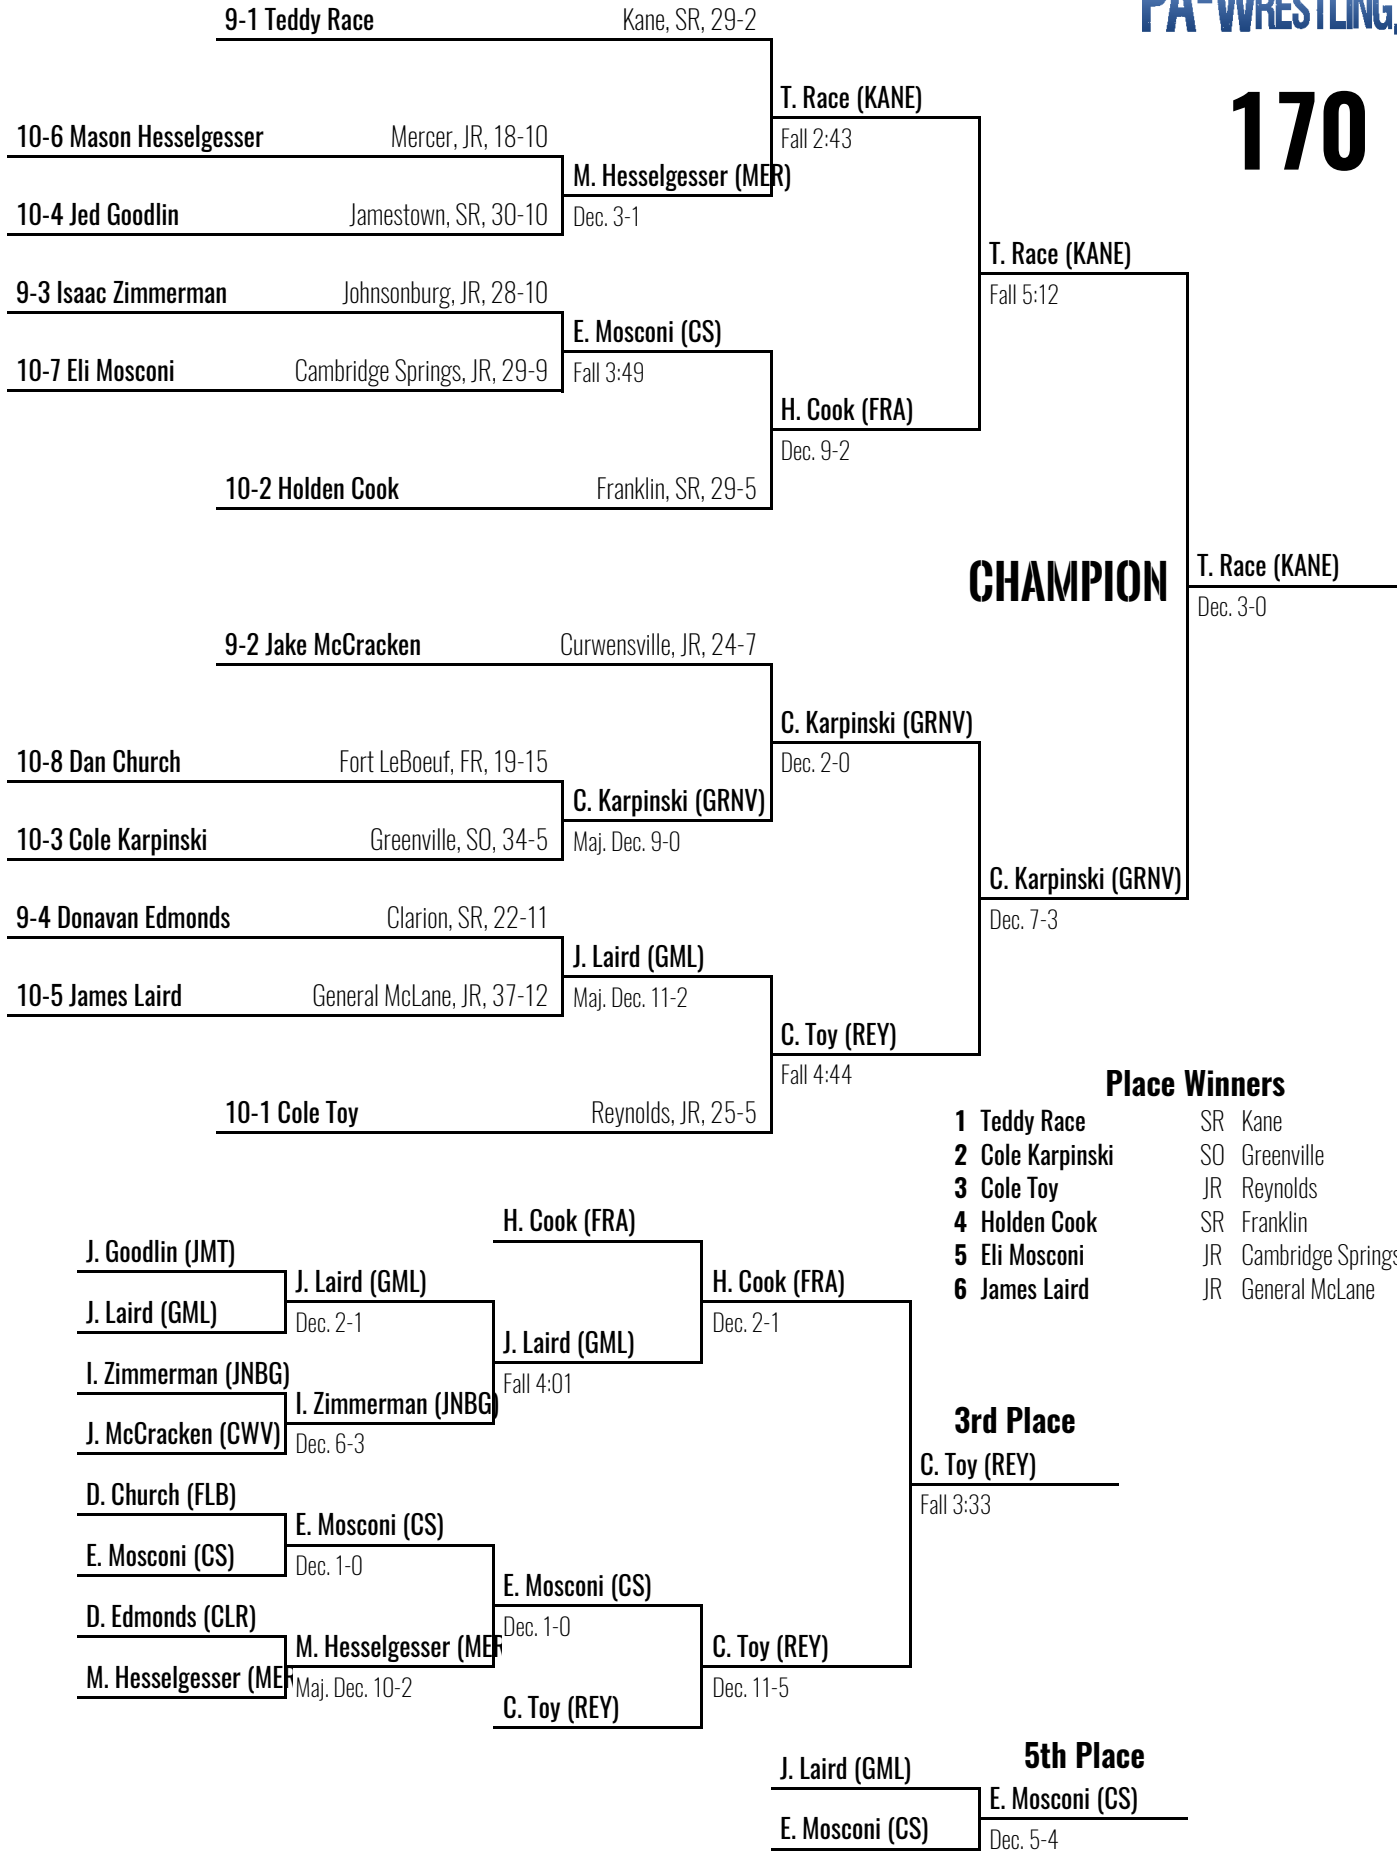 PA-WRESTLING,
170
9-1 Teddy Race Kane, SR, 29-2
T. Race (KANE)
Fall 2:43
10-6 Mason Hesselgesser Mercer, JR, 18-10
M. Hesselgesser (MER)
Dec. 3-1
10-4 Jed Goodlin Jamestown, SR, 30-10
T. Race (KANE)
Fall 5:12
9-3 Isaac Zimmerman Johnsonburg, JR, 28-10
E. Mosconi (CS)
Fall 3:49
10-7 Eli Mosconi Cambridge Springs, JR, 29-9
H. Cook (FRA)
Dec. 9-2
10-2 Holden Cook Franklin, SR, 29-5
CHAMPION
T. Race (KANE)
Dec. 3-0
9-2 Jake McCracken Curwensville, JR, 24-7
C. Karpinski (GRNV)
Dec. 2-0
10-8 Dan Church Fort LeBoeuf, FR, 19-15
C. Karpinski (GRNV)
Maj. Dec. 9-0
10-3 Cole Karpinski Greenville, SO, 34-5
C. Karpinski (GRNV)
Dec. 7-3
9-4 Donavan Edmonds Clarion, SR, 22-11
J. Laird (GML)
Maj. Dec. 11-2
10-5 James Laird General McLane, JR, 37-12
C. Toy (REY)
Fall 4:44
10-1 Cole Toy Reynolds, JR, 25-5
Place Winners
1 Teddy Race SR Kane
2 Cole Karpinski SO Greenville
3 Cole Toy JR Reynolds
4 Holden Cook SR Franklin
5 Eli Mosconi JR Cambridge Springs
6 James Laird JR General McLane
H. Cook (FRA)
J. Goodlin (JMT)
J. Laird (GML)
Dec. 2-1
J. Laird (GML)
H. Cook (FRA)
Dec. 2-1
J. Laird (GML)
Fall 4:01
I. Zimmerman (JNBG)
I. Zimmerman (JNBG)
Dec. 6-3
J. McCracken (CWV)
3rd Place
C. Toy (REY)
Fall 3:33
D. Church (FLB)
E. Mosconi (CS)
Dec. 1-0
E. Mosconi (CS)
E. Mosconi (CS)
Dec. 1-0
D. Edmonds (CLR)
M. Hesselgesser (MER
Maj. Dec. 10-2
M. Hesselgesser (MER
C. Toy (REY)
Dec. 11-5
C. Toy (REY)
5th Place
J. Laird (GML)
E. Mosconi (CS)
Dec. 5-4
E. Mosconi (CS)